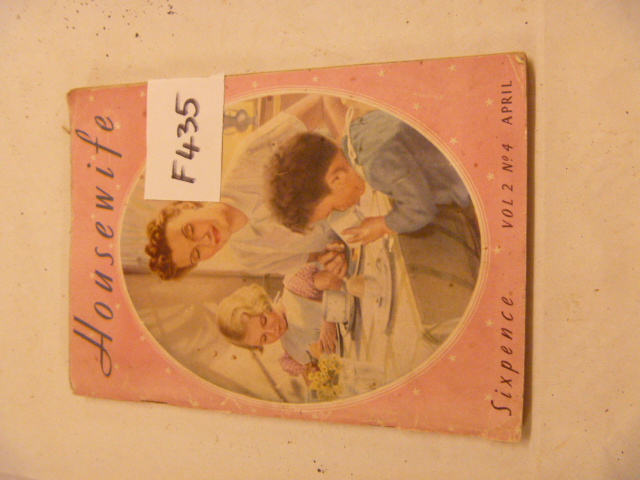 Housewife
F435
Sixpence
VOL 2 Nº 4 APRIL